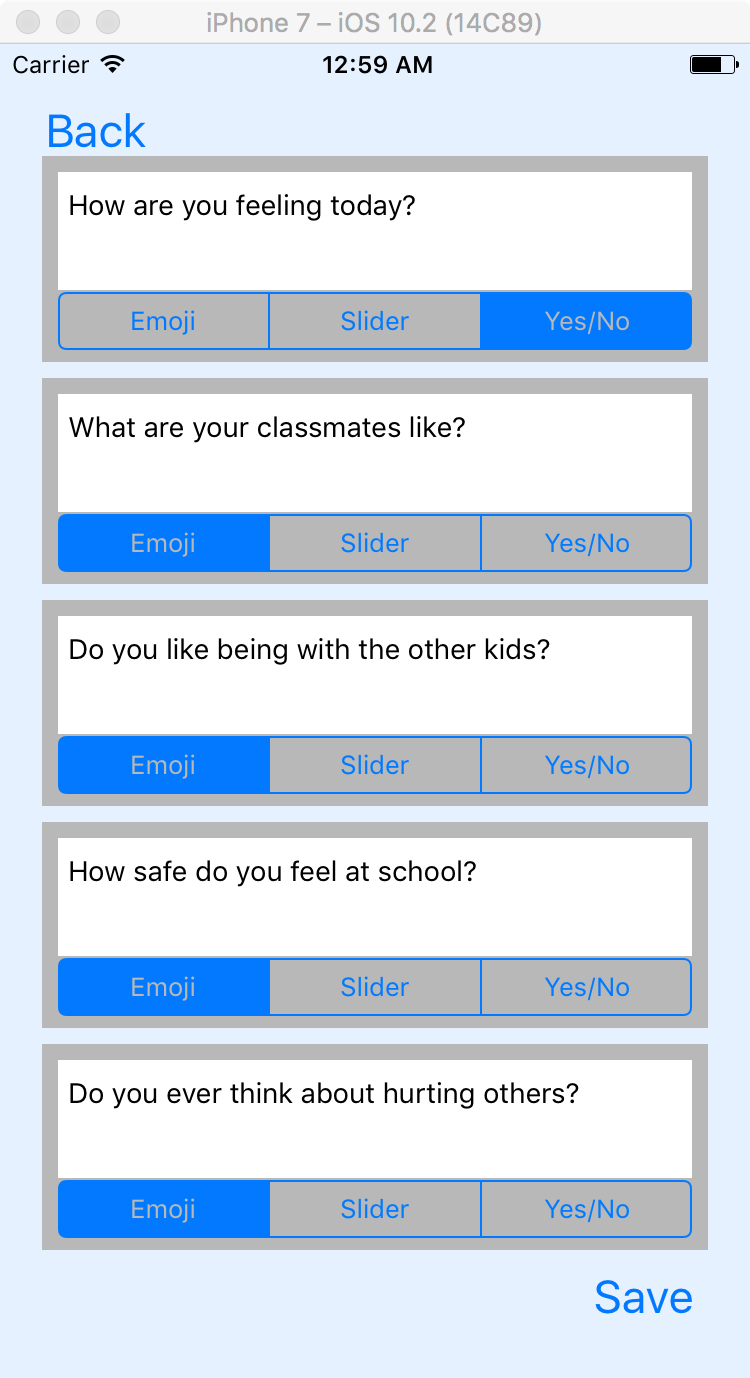 iPhone 7 – iOS 10.2 (14C89)
Carrier 12:59 AM
Back
How are you feeling today?
Emoji Slider Yes/No
What are your classmates like?
Emoji Slider Yes/No
Do you like being with the other kids?
Emoji Slider Yes/No
How safe do you feel at school?
Emoji Slider Yes/No
Do you ever think about hurting others?
Emoji Slider Yes/No
Save